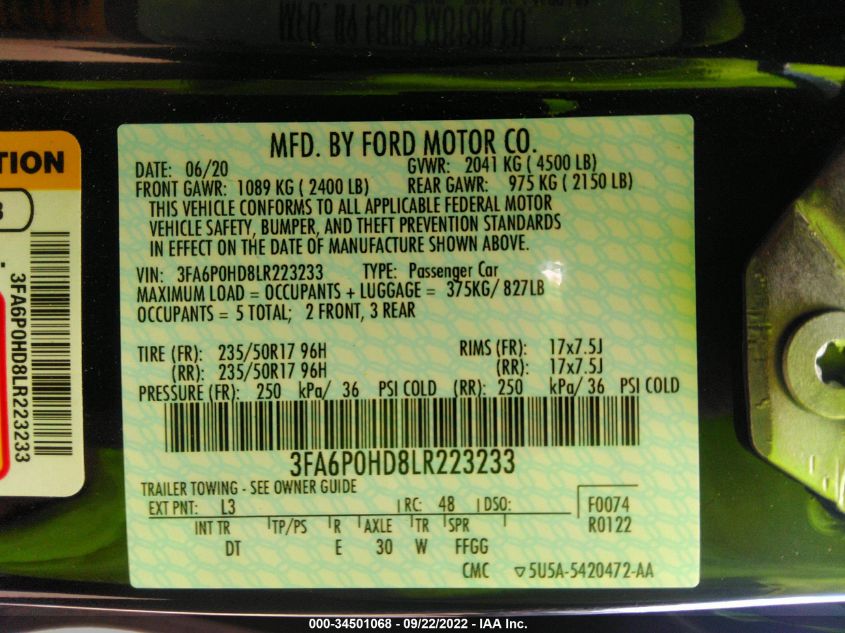 MFD. BY FORD MOTOR CO.
TION
DATE: 06/20 GVWR: 2041 KG ( 4500 LB)
FRONT GAWR: 1089 KG ( 2400 LB) REAR GAWR: 975 KG ( 2150 LB)
THIS VEHICLE CONFORMS TO ALL APPLICABLE FEDERAL MOTOR
VEHICLE SAFETY, BUMPER, AND THEFT PREVENTION STANDARDS
IN EFFECT ON THE DATE OF MANUFACTURE SHOWN ABOVE.
VIN: 3FA6P0HD8LR223233 TYPE: Passenger Car
MAXIMUM LOAD = OCCUPANTS + LUGGAGE = 375KG/ 827LB
OCCUPANTS = 5 TOTAL; 2 FRONT, 3 REAR
3FA6P0HD8LR223233
TIRE (FR): 235/50R17 96H RIMS (FR): 17x7.5J
(RR): 235/50R17 96H (RR): 17x7.5J
PRESSURE (FR): 250 kPa/ 36 PSI COLD (RR): 250 kPa/ 36 PSI COLD
3FA6P0HD8LR223233
TRAILER TOWING - SEE OWNER GUIDE
EXT PNT: L3 RC: 48 DSO: F0074
R0122
INT TR TP/PS R AXLE TR SPR
DT E 30 W FFGG
CMC ▽5U5A-5420472-AA
000-34501068 - 09/22/2022 - IAA Inc.